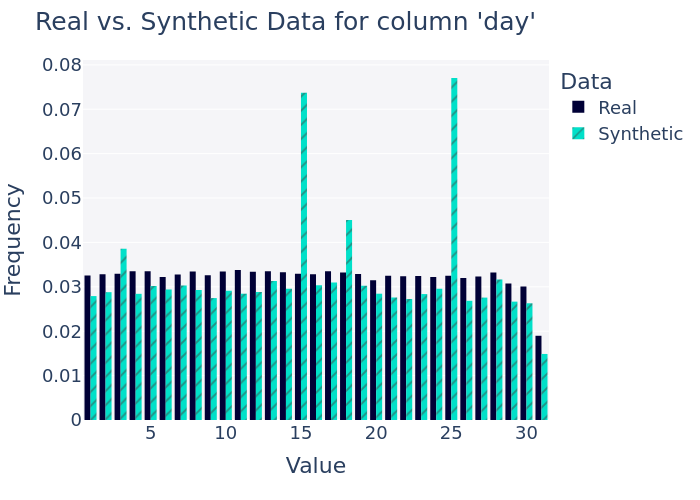 Real vs. Synthetic Data for column 'day'
Data
Real
Synthetic
Frequency
0.08
0.07
0.06
0.05
0.04
0.03
0.02
0.01
0
5 10 15 20 25 30
Value